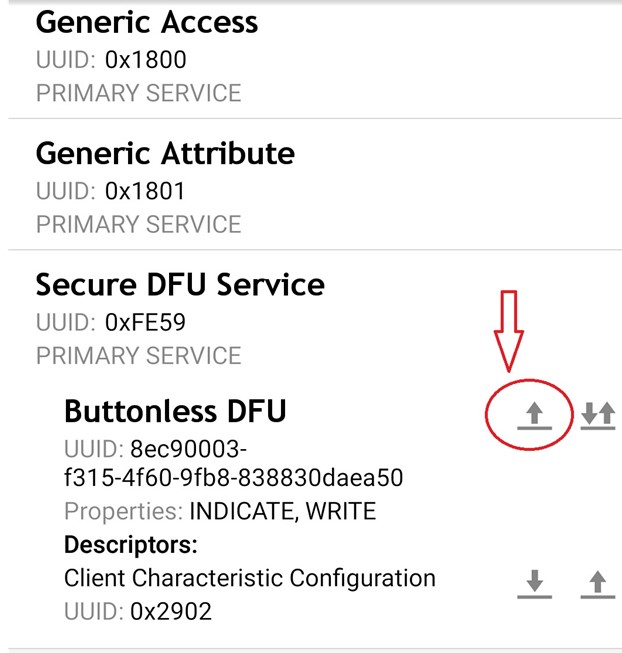 Generic Access
UUID: 0x1800
PRIMARY SERVICE
Generic Attribute
UUID: 0x1801
PRIMARY SERVICE
Secure DFU Service
UUID: 0xFE59
PRIMARY SERVICE
Buttonless DFU
UUID: 8ec90003-
f315-4f60-9fb8-838830daea50
Properties: INDICATE, WRITE
Descriptors:
Client Characteristic Configuration
UUID: 0x2902